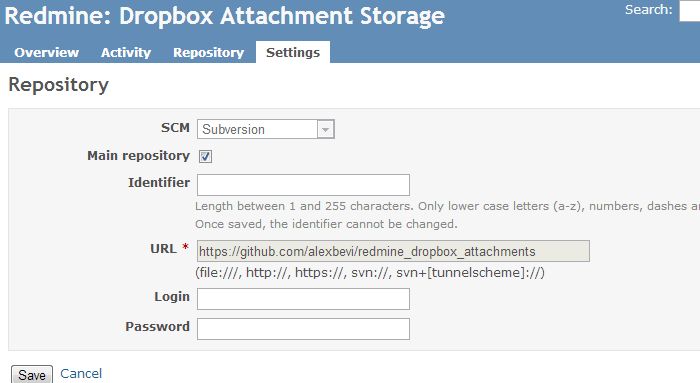 Redmine: Dropbox Attachment Storage
Search:
Overview Activity Repository Settings
Repository
SCM Subversion
Main repository
Identifier
Length between 1 and 255 characters. Only lower case letters (a-z), numbers, dashes
Once saved, the identifier cannot be changed.
URL * https://github.com/alexbevi/redmine_dropbox_attachments
(file:///, http://, https://, svn://, svn+[tunnelscheme]://)
Login
Password
Save Cancel